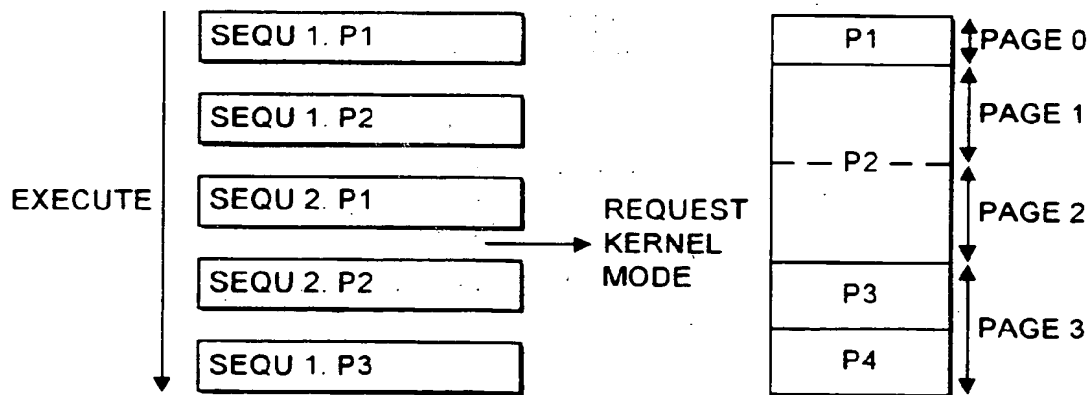 SEQU 1. P1
SEQU 1. P2
EXECUTE
SEQU 2. P1
REQUEST
KERNEL
MODE
SEQU 2. P2
SEQU 1. P3
P1
PAGE 0
PAGE 1
P2
PAGE 2
P3
PAGE 3
P4